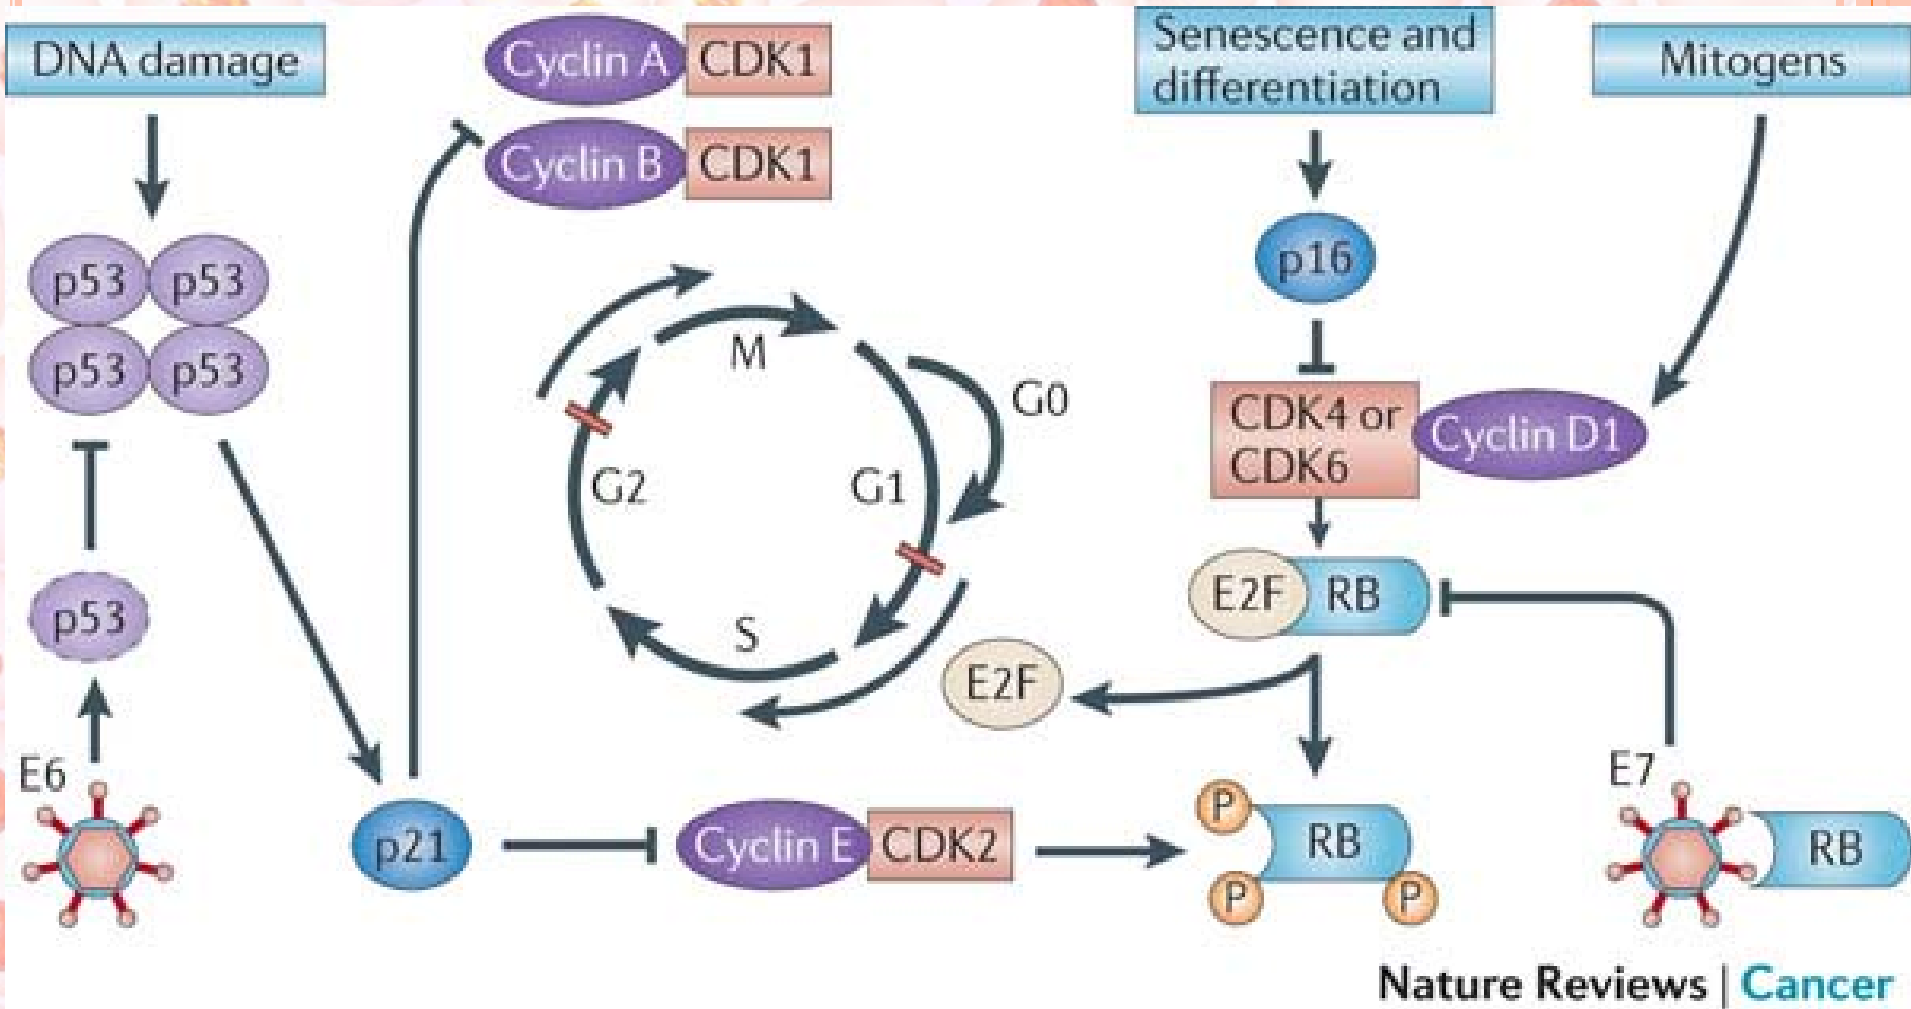 DNA damage
Cyclin A CDK1
Cyclin B CDK1
Senescence and
differentiation
Mitogens
p53 p53
p53 p53
p16
M
G0
G1
G2
S
CDK4 or
CDK6
Cyclin D1
E2F RB
E2F
p53
E6
E7
p21
Cyclin E CDK2
P
RB
P
P
RB
Nature Reviews | Cancer